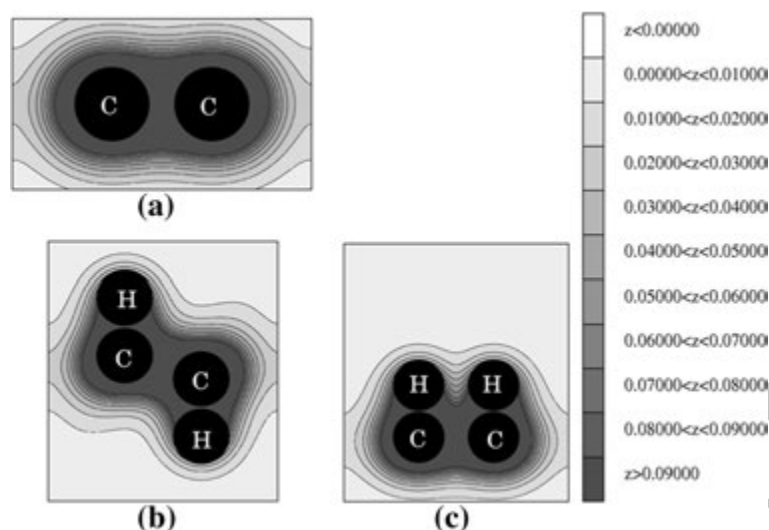 C C
(a)
H
C
C
H
(b)
H H
C C
(c)
z<0.00000
0.00000<z<0.01000
0.01000<z<0.02000
0.02000<z<0.03000
0.03000<z<0.04000
0.04000<z<0.05000
0.05000<z<0.06000
0.06000<z<0.07000
0.07000<z<0.08000
0.08000<z<0.09000
z>0.09000